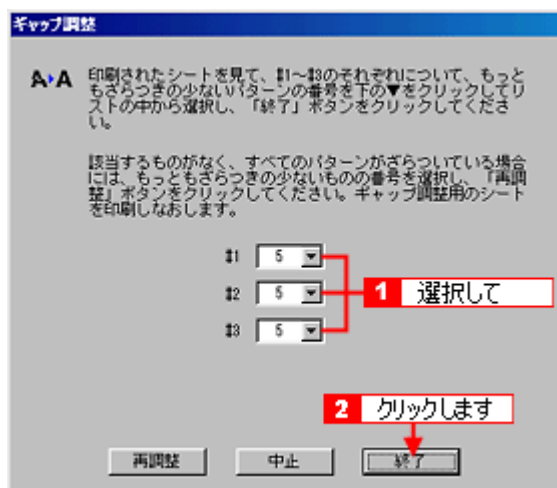 ギャップ調整
A▸A
印刷されたシートを見て、#1～#3のそれぞれについて、もっと
もざらつきの少ないパターンの番号を下の▼をクリックしてリ
ストの中から選択し、「終了」ボタンをクリックしてくださ
い。
該当するものがなく、すべてのパターンがざらついている場合
には、もっともざらつきの少ないものの番号を選択し、「再調
整」ボタンをクリックしてください。ギャップ調整用のシート
を印刷しなおします。
#1 5
#2 5
1 選択して
#3 5
2 クリックします
再調整 中止 終了